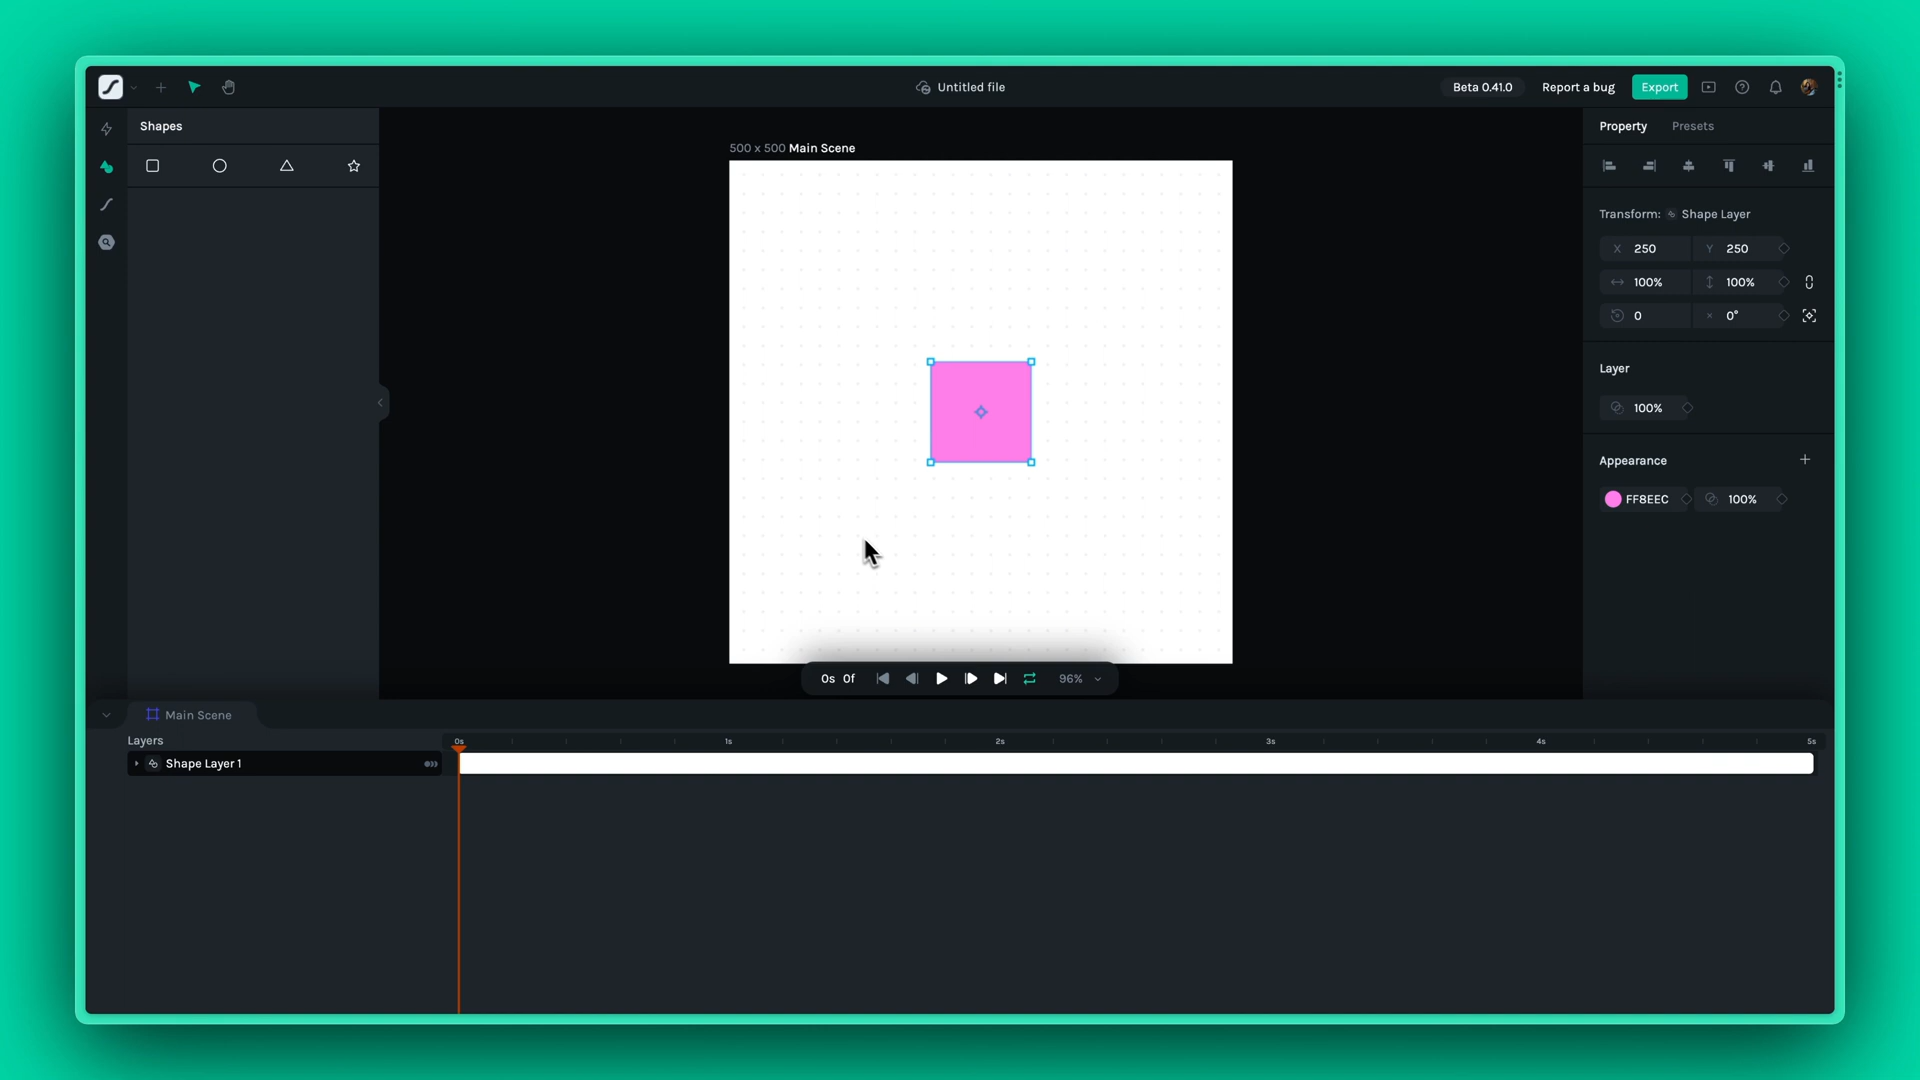 Untitled file
Beta 0.41.0
Report a bug
Export
Shapes
500 x 500 Main Scene
Property
Presets
Transform: Shape Layer
X 250
Y 250
100%
100%
0
0°
Layer
100%
Appearance
FF8EEC
100%
0s 0f
96%
Main Scene
Layers
0s
1s
2s
3s
4s
5s
Shape Layer 1